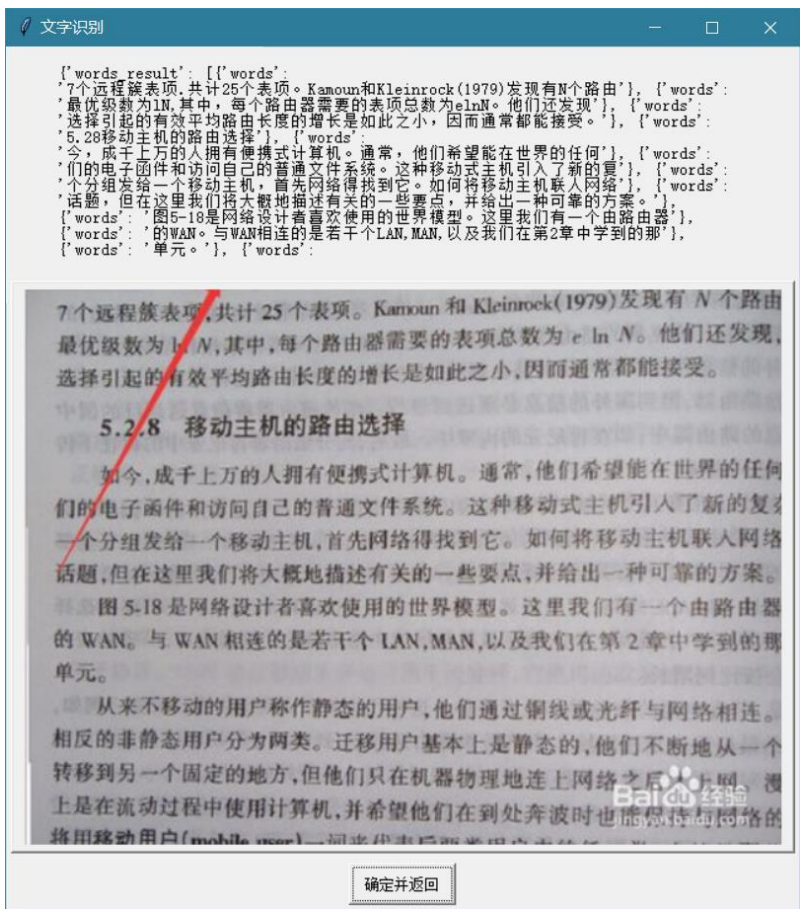 文字识别
{'words_result': [{'words':
'7个远程簇表项.共计25个表项。Kamoun和Kleinrock(1979)发现有N个路由'}, {'words':
'最优级数为lN,其中，每个路由器需要的表项总数为elnN。他们还发现'}, {'words':
'选择引起的有效平均路由长度的增长是如此之小，因而通常都能接受。'}, {'words':
'5.28移动主机的路由选择'}, {'words':
'今，成千上万的人拥有便携式计算机。通常，他们希望能在世界的任何'}, {'words':
'们的电子函件和访问自己的普通文件系统。这种移动式主机引入了新的复'}, {'words':
'个分组发给一个移动主机，首先网络得找到它。如何将移动主机联人网络'}, {'words':
'话题，但在这里我们将大概地描述有关的一些要点，并给出一种可靠的方案。'},
{'words': '图5-18是网络设计者喜欢使用的世界模型。这里我们有一个由路由器'},
{'words': '的WAN。与WAN相连的是若干个LAN,MAN,以及我们在第2章中学到的那'},
{'words': '单元。'}, {'words':
7个远程簇表项,共计25个表项。Kamoun 和 Kleinrock(1979)发现有 N 个路由
最优级数为 ln N,其中,每个路由器需要的表项总数为 e ln N。他们还发现,
选择引起的有效平均路由长度的增长是如此之小,因而通常都能接受。
5.2.8 移动主机的路由选择
如今,成千上万的人拥有便携式计算机。通常,他们希望能在世界的任何
们的电子函件和访问自己的普通文件系统。这种移动式主机引入了新的复
一个分组发给一个移动主机,首先网络得找到它。如何将移动主机联入网络
话题,但在这里我们将大概地描述有关的一些要点,并给出一种可靠的方案。
图 5-18 是网络设计者喜欢使用的世界模型。这里我们有一个由路由器
的 WAN。与 WAN 相连的是若干个 LAN,MAN,以及我们在第 2 章中学到的那
单元。
从来不移动的用户称作静态的用户,他们通过铜线或光纤与网络相连。
相反的非静态用户分为两类。迁移用户基本上是静态的,他们不断地从一个
转移到另一个固定的地方,但他们只在机器物理地连上网络之后才上网。漫
上是在流动过程中使用计算机,并希望他们在到处奔波时也能保持与网络的
将用移动用户(mobile user)一词来代表后两类用户
Baidu 经验
jingyan.baidu.com
确定并返回